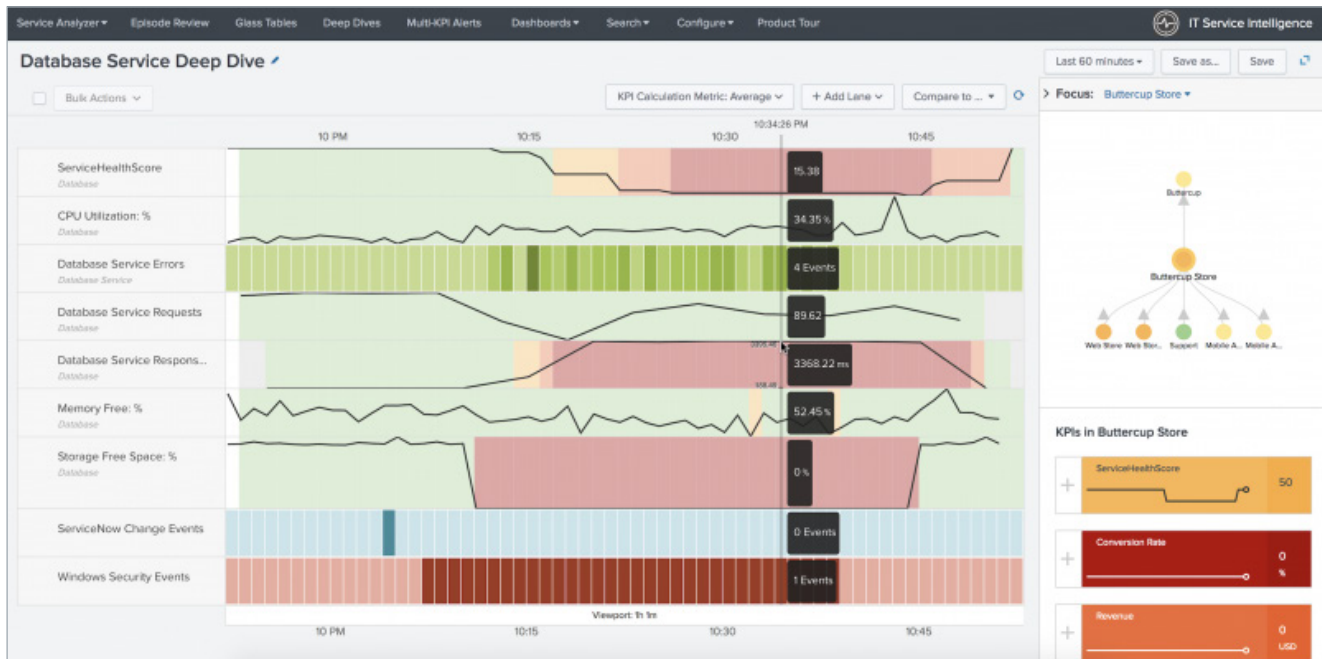 Service Analyzer Episode Review Glass Tables Deep Dives Multi-KPI Alerts Dashboards Search Configure Product Tour IT Service Intelligence
Database Service Deep Dive
Last 60 minutes Save as... Save
Bulk Actions
KPI Calculation Metric: Average + Add Lane Compare to ...
Focus: Buttercup Store
10:34:26 PM
10 PM 10:15 10:30 10:45
ServiceHealthScore
Database
15.38
CPU Utilization: %
Database
34.35 %
Database Service Errors
Database Service
4 Events
Database Service Requests
Database
89.62
Database Service Respons...
Database
3368.22 ms
Memory Free: %
Database
52.45 %
Storage Free Space: %
Database
0 %
ServiceNow Change Events
0 Events
Windows Security Events
1 Events
Viewport: 1h 1m
10 PM 10:15 10:30 10:45
Buttercup
Buttercup Store
Web Store Web Stor... Support Mobile A... Mobile A...
KPIs in Buttercup Store
ServiceHealthScore
50
Conversion Rate
0
%
Revenue
0
USD